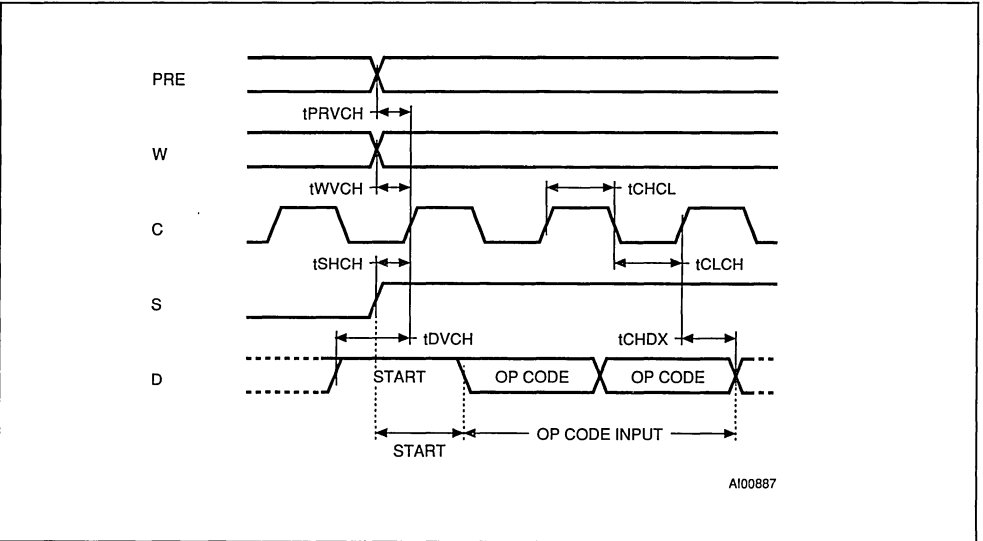 PRE
tPRVCH
W
tWVCH
tCHCL
C
tSHCH
tCLCH
S
tDVCH
tCHDX
D
START
OP CODE
OP CODE
OP CODE INPUT
START
AI00887